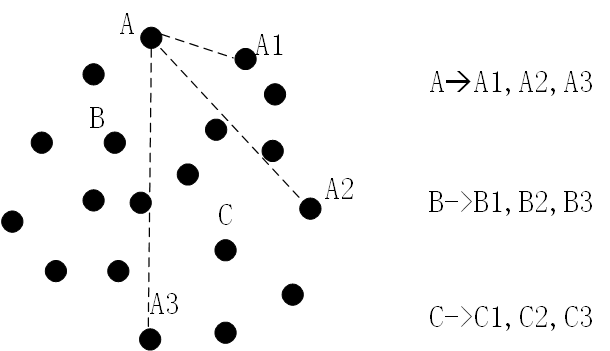 A
A1
A→A1, A2, A3
B
A2
B->B1, B2, B3
C
A3
C->C1, C2, C3